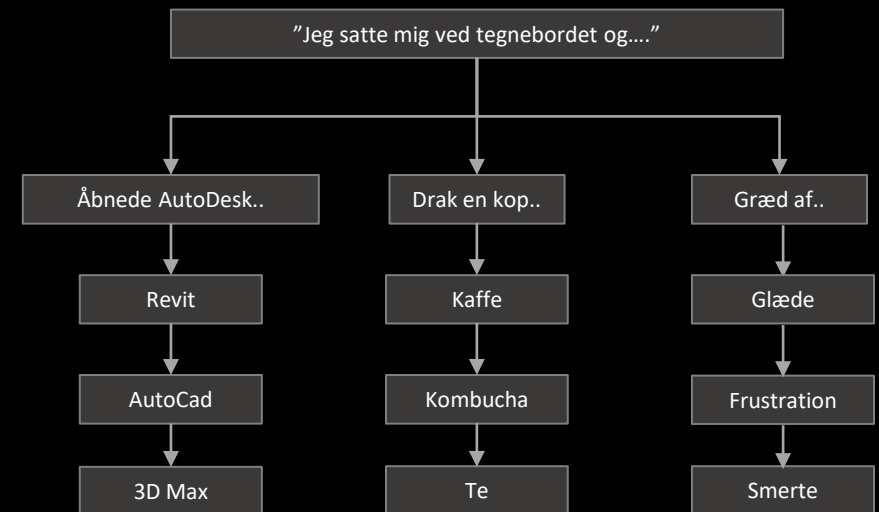 ”Jeg satte mig ved tegnebordet og….”
Åbnede AutoDesk..
Drak en kop..
Græd af..
Revit
Kaffe
Glæde
AutoCad
Kombucha
Frustration
3D Max
Te
Smerte